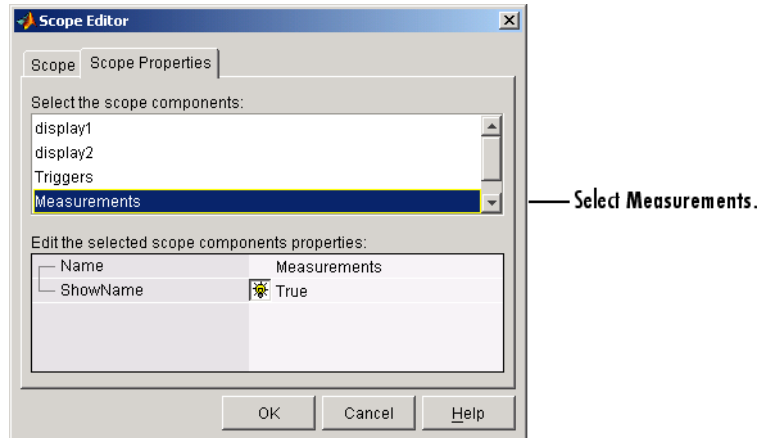 Scope Editor
Scope Scope Properties
Select the scope components:
display1
display2
Triggers
Measurements
Select Measurements.
Edit the selected scope components properties:
Name Measurements
ShowName True
OK Cancel Help